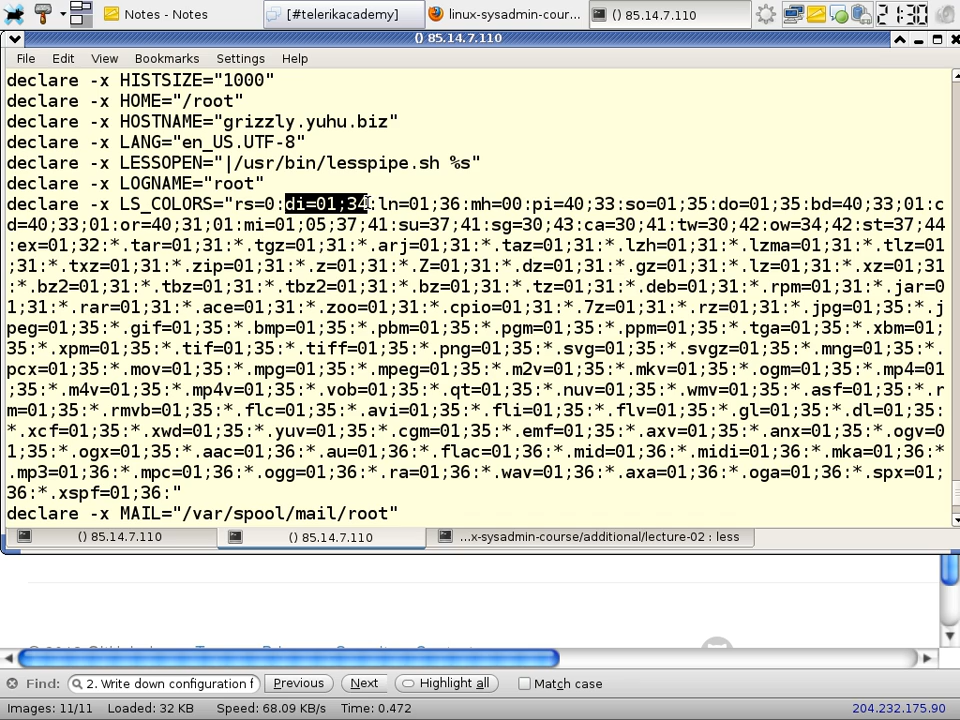 Notes - Notes
[#telerikacademy]
linux-sysadmin-cour...
() 85.14.7.110
21:30
() 85.14.7.110
File Edit View Bookmarks Settings Help
declare -x HISTSIZE="1000"
declare -x HOME="/root"
declare -x HOSTNAME="grizzly.yuhu.biz"
declare -x LANG="en_US.UTF-8"
declare -x LESSOPEN="|/usr/bin/lesspipe.sh %s"
declare -x LOGNAME="root"
declare -x LS_COLORS="rs=0:di=01;34:ln=01;36:mh=00:pi=40;33:so=01;35:do=01;35:bd=40;33;01:c
d=40;33;01:or=40;31;01:mi=01;05;37;41:su=37;41:sg=30;43:ca=30;41:tw=30;42:ow=34;42:st=37;44
:ex=01;32:*.tar=01;31:*.tgz=01;31:*.arj=01;31:*.taz=01;31:*.lzh=01;31:*.lzma=01;31:*.tlz=01
;31:*.txz=01;31:*.zip=01;31:*.z=01;31:*.Z=01;31:*.dz=01;31:*.gz=01;31:*.lz=01;31:*.xz=01;31
:*.bz2=01;31:*.tbz=01;31:*.tbz2=01;31:*.bz=01;31:*.tz=01;31:*.deb=01;31:*.rpm=01;31:*.jar=0
1;31:*.rar=01;31:*.ace=01;31:*.zoo=01;31:*.cpio=01;31:*.7z=01;31:*.rz=01;31:*.jpg=01;35:*.j
peg=01;35:*.gif=01;35:*.bmp=01;35:*.pbm=01;35:*.pgm=01;35:*.ppm=01;35:*.tga=01;35:*.xbm=01;
35:*.xpm=01;35:*.tif=01;35:*.tiff=01;35:*.png=01;35:*.svg=01;35:*.svgz=01;35:*.mng=01;35:*.
pcx=01;35:*.mov=01;35:*.mpg=01;35:*.mpeg=01;35:*.m2v=01;35:*.mkv=01;35:*.ogm=01;35:*.mp4=01
;35:*.m4v=01;35:*.mp4v=01;35:*.vob=01;35:*.qt=01;35:*.nuv=01;35:*.wmv=01;35:*.asf=01;35:*.r
m=01;35:*.rmvb=01;35:*.flc=01;35:*.avi=01;35:*.fli=01;35:*.flv=01;35:*.gl=01;35:*.dl=01;35:
*.xcf=01;35:*.xwd=01;35:*.yuv=01;35:*.cgm=01;35:*.emf=01;35:*.axv=01;35:*.anx=01;35:*.ogv=0
1;35:*.ogx=01;35:*.aac=01;36:*.au=01;36:*.flac=01;36:*.mid=01;36:*.midi=01;36:*.mka=01;36:*
.mp3=01;36:*.mpc=01;36:*.ogg=01;36:*.ra=01;36:*.wav=01;36:*.axa=01;36:*.oga=01;36:*.spx=01;
36:*.xspf=01;36:"
declare -x MAIL="/var/spool/mail/root"
() 85.14.7.110
() 85.14.7.110
...x-sysadmin-course/additional/lecture-02 : less
Find: 2. Write down configuration f Previous Next Highlight all Match case
Images: 11/11 Loaded: 32 KB Speed: 68.09 KB/s Time: 0.472 204.232.175.90